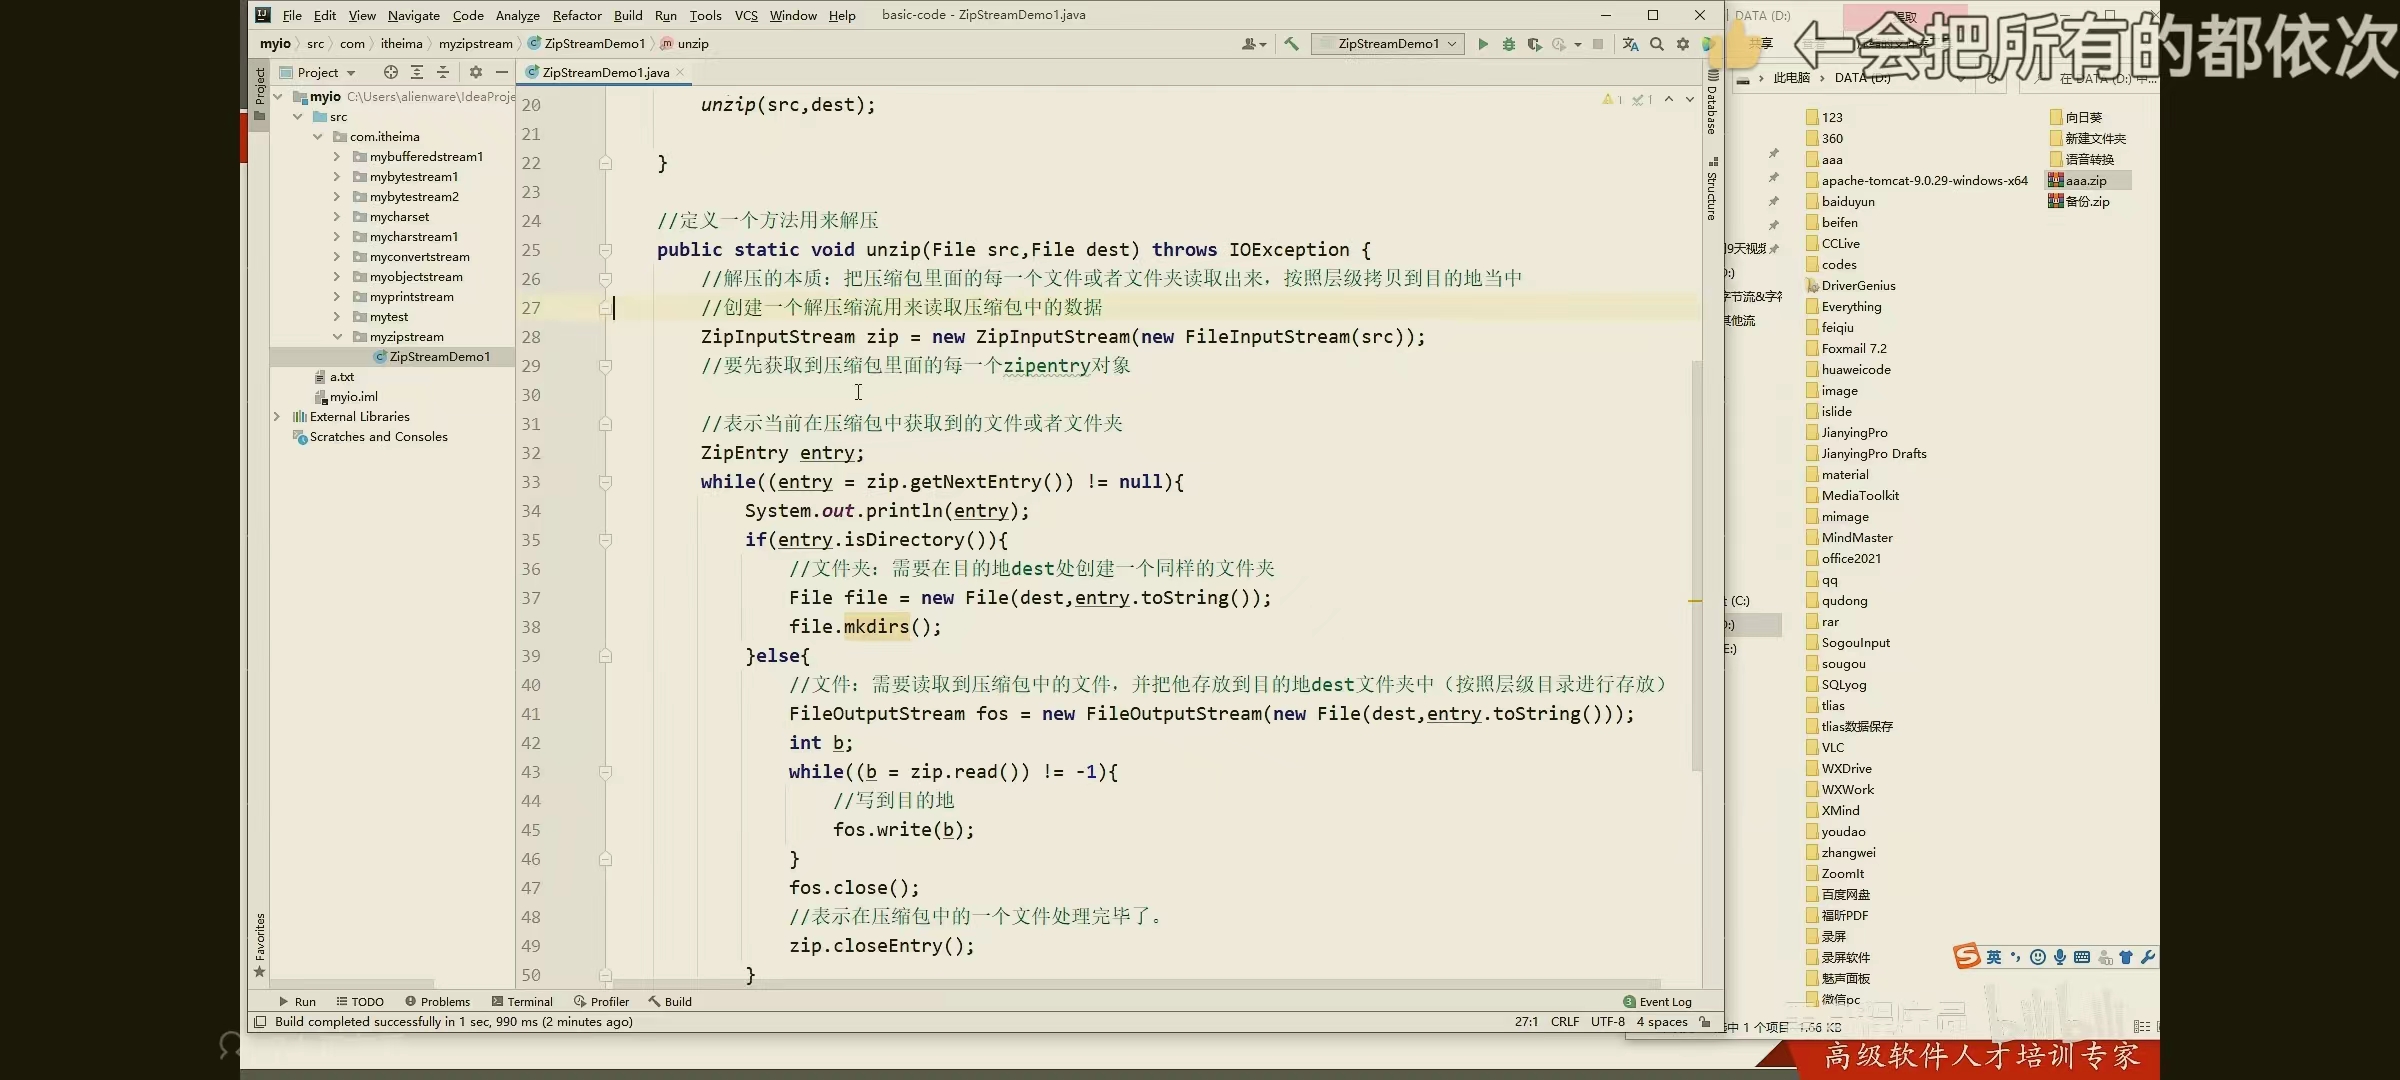 File Edit View Navigate Code Analyze Refactor Build Run Tools VCS Window Help basic-code - ZipStreamDemo1.java
←会把所有的都依次
myio src com itheima myzipstream ZipStreamDemo1 unzip
ZipStreamDemo1
Project
Project
myio C:\Users\alienware\IdeaProje
src
com.itheima
mybufferedstream1
mybytestream1
mybytestream2
mycharset
mycharstream1
myconvertstream
myobjectstream
myprintstream
mytest
myzipstream
ZipStreamDemo1
a.txt
myio.iml
External Libraries
Scratches and Consoles
Favorites
ZipStreamDemo1.java
1 1
20 unzip(src,dest);
21
22 }
23
24 //定义一个方法用来解压
25 public static void unzip(File src,File dest) throws IOException {
26 //解压的本质：把压缩包里面的每一个文件或者文件夹读取出来，按照层级拷贝到目的地当中
27 //创建一个解压缩流用来读取压缩包中的数据
28 ZipInputStream zip = new ZipInputStream(new FileInputStream(src));
29 //要先获取到压缩包里面的每一个zipentry对象
30
31 //表示当前在压缩包中获取到的文件或者文件夹
32 ZipEntry entry;
33 while((entry = zip.getNextEntry()) != null){
34 System.out.println(entry);
35 if(entry.isDirectory()){
36 //文件夹：需要在目的地dest处创建一个同样的文件夹
37 File file = new File(dest,entry.toString());
38 file.mkdirs();
39 }else{
40 //文件：需要读取到压缩包中的文件，并把他存放到目的地dest文件夹中（按照层级目录进行存放）
41 FileOutputStream fos = new FileOutputStream(new File(dest,entry.toString()));
42 int b;
43 while((b = zip.read()) != -1){
44 //写到目的地
45 fos.write(b);
46 }
47 fos.close();
48 //表示在压缩包中的一个文件处理完毕了。
49 zip.closeEntry();
50 }
Database
Structure
Run TODO Problems Terminal Profiler Build
3 Event Log
Build completed successfully in 1 sec, 990 ms (2 minutes ago)
27:1 CRLF UTF-8 4 spaces
DATA (D:)
共享
此电脑 DATA (D:)
(C:)
123
360
aaa
apache-tomcat-9.0.29-windows-x64
baiduyun
beifen
CCLive
codes
DriverGenius
Everything
feiqiu
Foxmail 7.2
huaweicode
image
islide
JianyingPro
JianyingPro Drafts
material
MediaToolkit
mimage
MindMaster
office2021
qq
qudong
rar
SogouInput
sougou
SQLyog
tlias
tlias数据保存
VLC
WXDrive
WXWork
XMind
youdao
zhangwei
ZoomIt
百度网盘
福昕PDF
录屏
录屏软件
魅声面板
微信pc
向日葵
新建文件夹
语音转换
aaa.zip
备份.zip
英
中 1 个项目 1.66 KB
高级软件人才培训专家